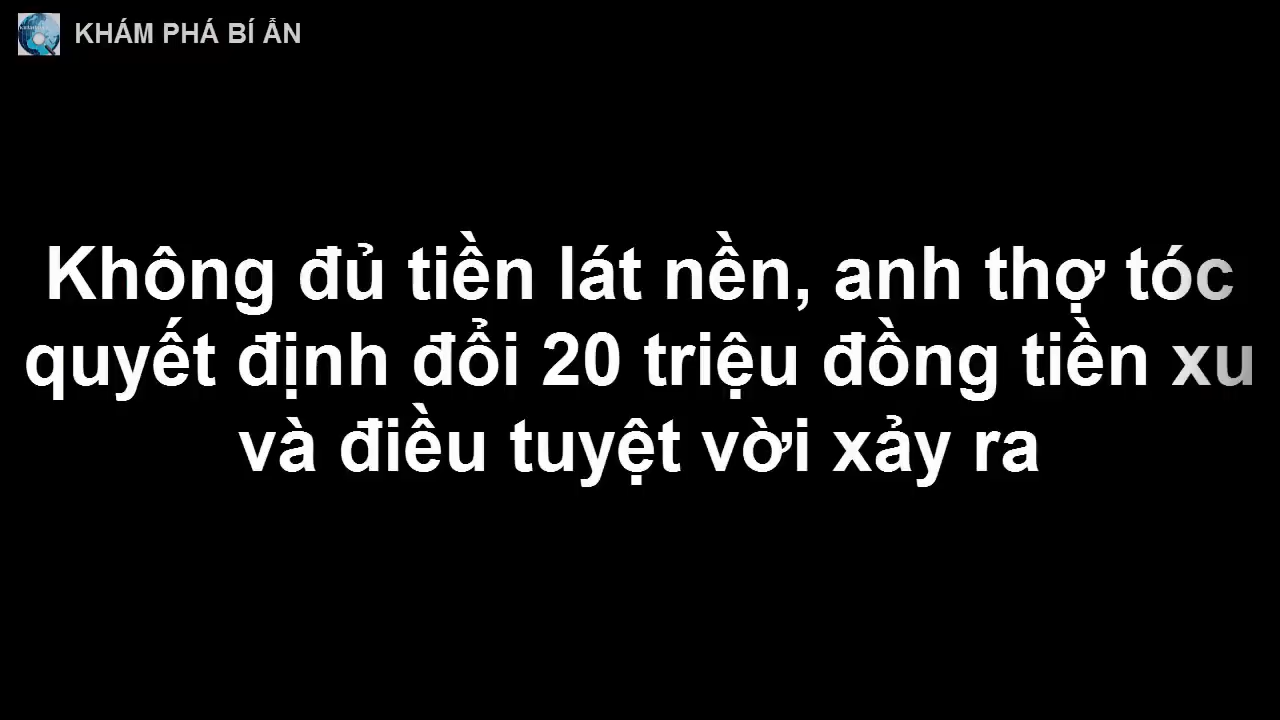 KHÁM PHÁ BÍ ẨN
Không đủ tiền lát nền, anh thợ tóc
quyết định đổi 20 triệu đồng tiền xu
và điều tuyệt vời xảy ra